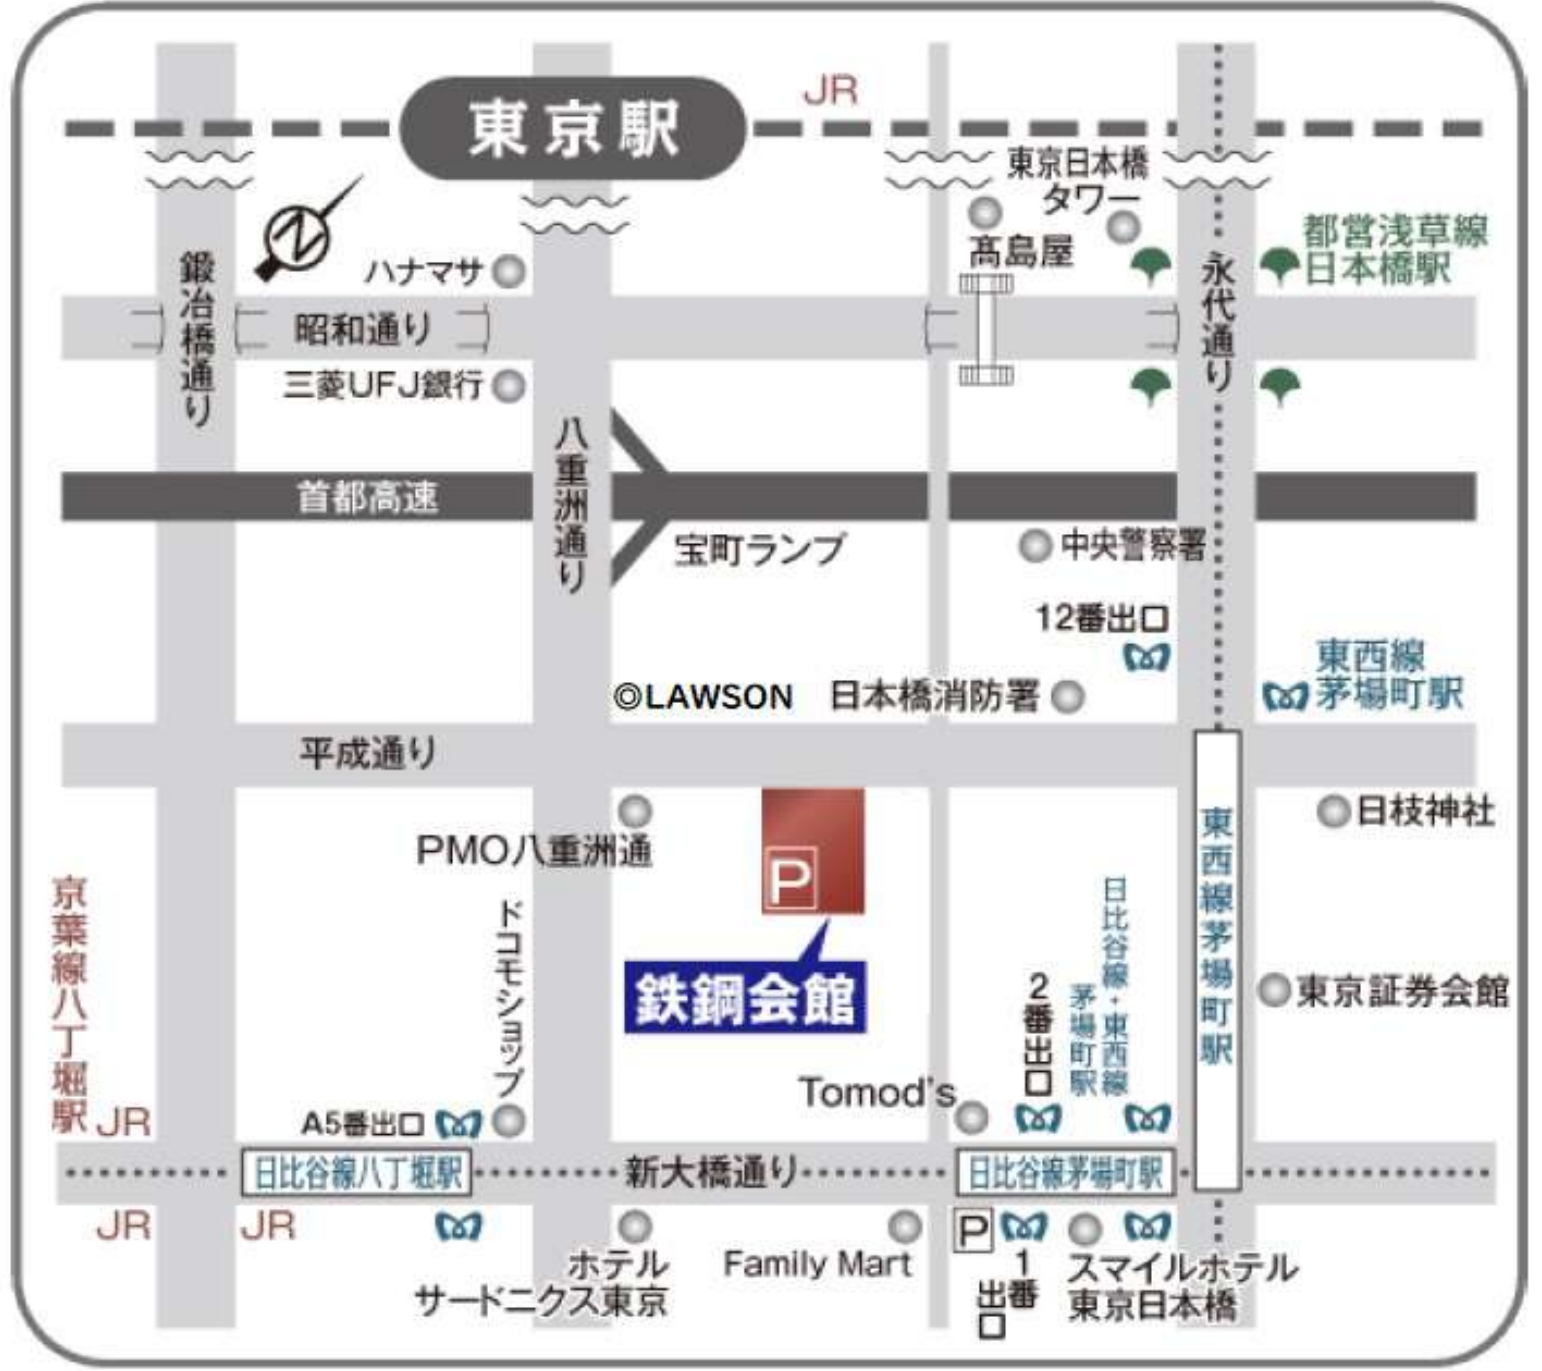 JR
東京駅
東京日本橋
タワー
髙島屋
都営浅草線
日本橋駅
N
ハナマサ
鍛冶橋通り
昭和通り
永代通り
三菱UFJ銀行
八重洲通り
首都高速
宝町ランプ
中央警察署
12番出口
東西線
茅場町駅
◎LAWSON
日本橋消防署
平成通り
PMO八重洲通
P
日枝神社
東西線茅場町駅
京葉線八丁堀駅
ドコモショップ
鉄鋼会館
2番出口
日比谷線・東西線
茅場町駅
東京証券会館
Tomod's
JR
A5番出口
日比谷線八丁堀駅
新大橋通り
日比谷線茅場町駅
JR
JR
P
ホテル
サードニクス東京
Family Mart
1番
出口
スマイルホテル
東京日本橋